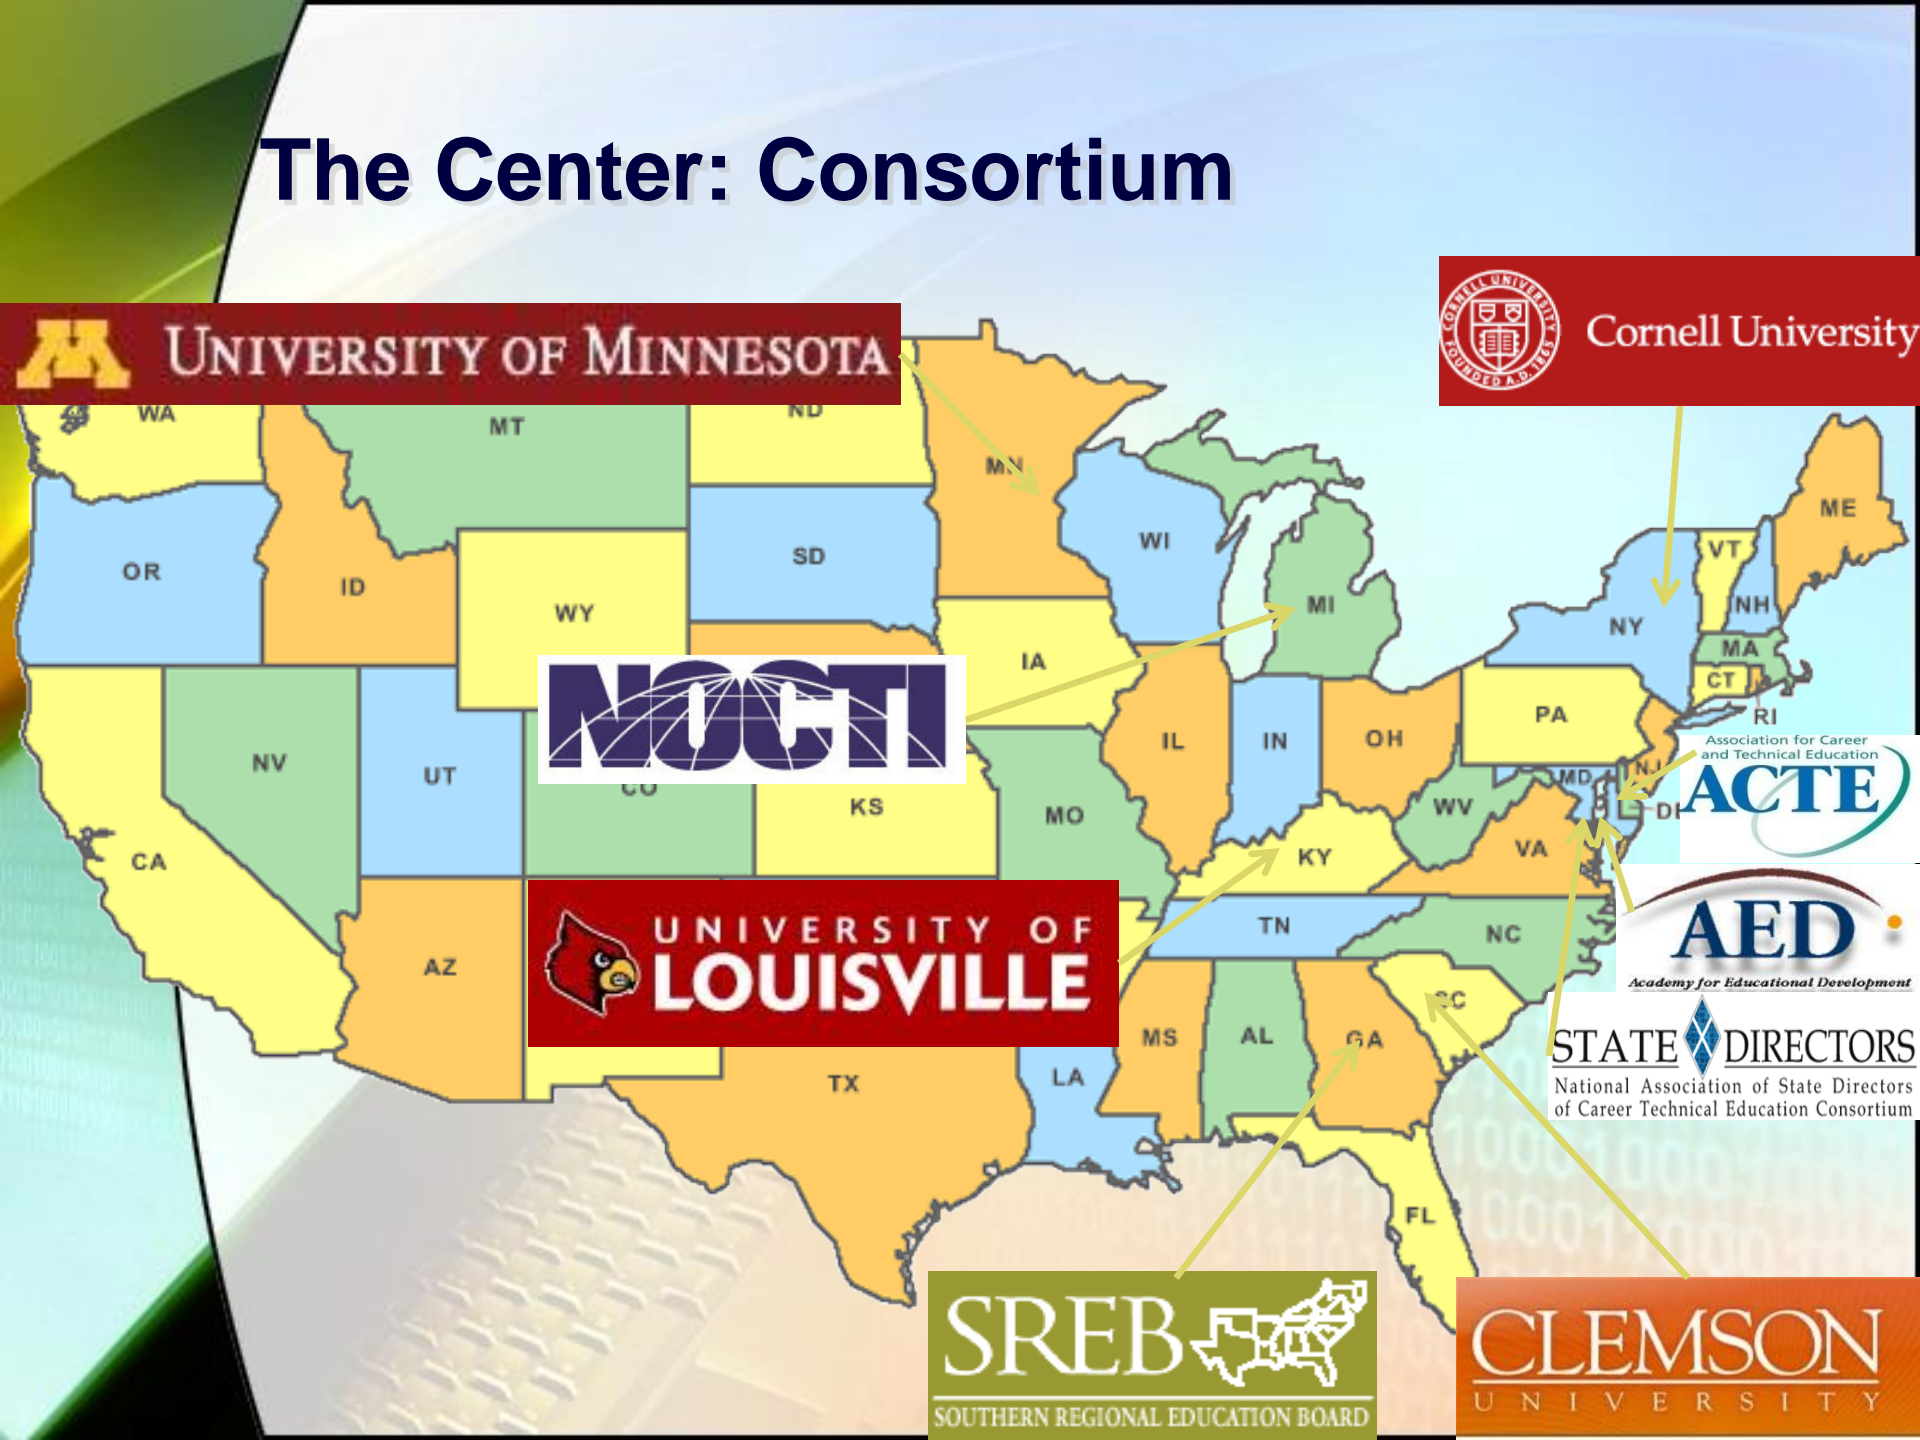 The Center: Consortium
CORNELL UNIVERSITY
FOUNDED A.D. 1865
Cornell University
UNIVERSITY OF MINNESOTA
WA
MT
ND
MN
ME
OR
ID
SD
WI
VT
NH
WY
MI
NY
IA
MA
CT
RI
NOCTI
PA
NV
UT
CO
KS
MO
IL
IN
OH
MD
NJ
DE
Association for Career
and Technical Education
ACTE
CA
WV
VA
KY
AED
Academy for Educational Development
UNIVERSITY OF
LOUISVILLE
AZ
TN
NC
SC
STATE DIRECTORS
National Association of State Directors
of Career Technical Education Consortium
TX
LA
MS
AL
GA
FL
SREB
SOUTHERN REGIONAL EDUCATION BOARD
CLEMSON
UNIVERSITY